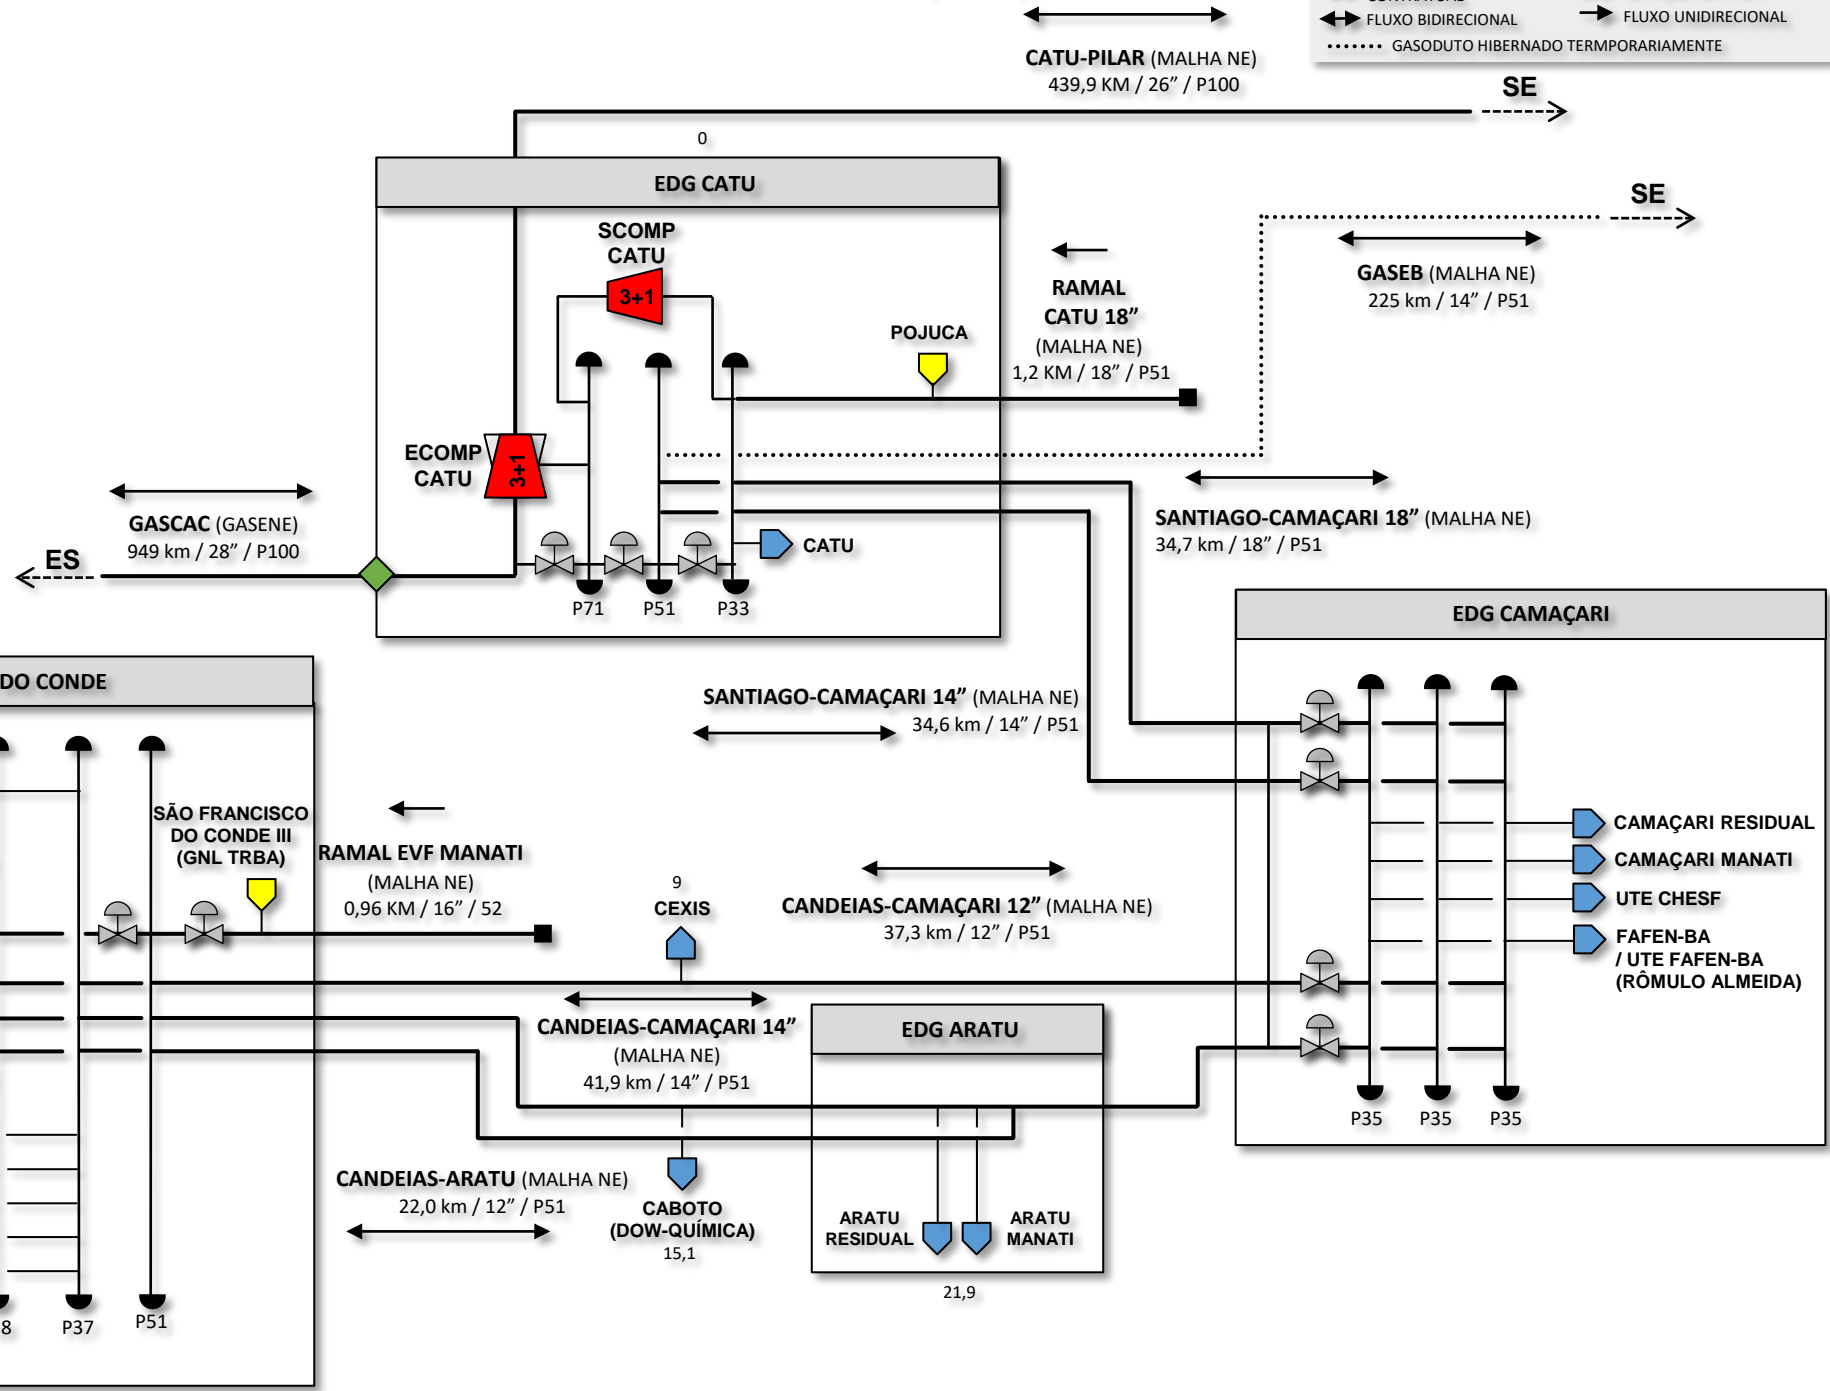 FLUXO BIDIRECIONAL
FLUXO UNIDIRECIONAL
GASODUTO HIBERNADO TERMPORARIAMENTE
CATU-PILAR (MALHA NE)
439,9 KM / 26” / P100
SE
0
EDG CATU
SCOMP
CATU
3+1
SE
GASEB (MALHA NE)
225 km / 14” / P51
RAMAL
CATU 18”
(MALHA NE)
1,2 KM / 18” / P51
POJUCA
ECOMP
CATU
3+1
GASCAC (GASENE)
949 km / 28” / P100
ES
CATU
P71
P51
P33
SANTIAGO-CAMAÇARI 18” (MALHA NE)
34,7 km / 18” / P51
EDG CAMAÇARI
DO CONDE
SANTIAGO-CAMAÇARI 14” (MALHA NE)
34,6 km / 14” / P51
SÃO FRANCISCO
DO CONDE III
(GNL TRBA)
RAMAL EVF MANATI
(MALHA NE)
0,96 KM / 16” / 52
9
CEXIS
CANDEIAS-CAMAÇARI 12” (MALHA NE)
37,3 km / 12” / P51
CAMAÇARI RESIDUAL
CAMAÇARI MANATI
UTE CHESF
FAFEN-BA
/ UTE FAFEN-BA
(RÔMULO ALMEIDA)
CANDEIAS-CAMAÇARI 14”
(MALHA NE)
41,9 km / 14” / P51
EDG ARATU
P35
P35
P35
CANDEIAS-ARATU (MALHA NE)
22,0 km / 12” / P51
CABOTO
(DOW-QUÍMICA)
15,1
ARATU
RESIDUAL
ARATU
MANATI
21,9
8
P37
P51